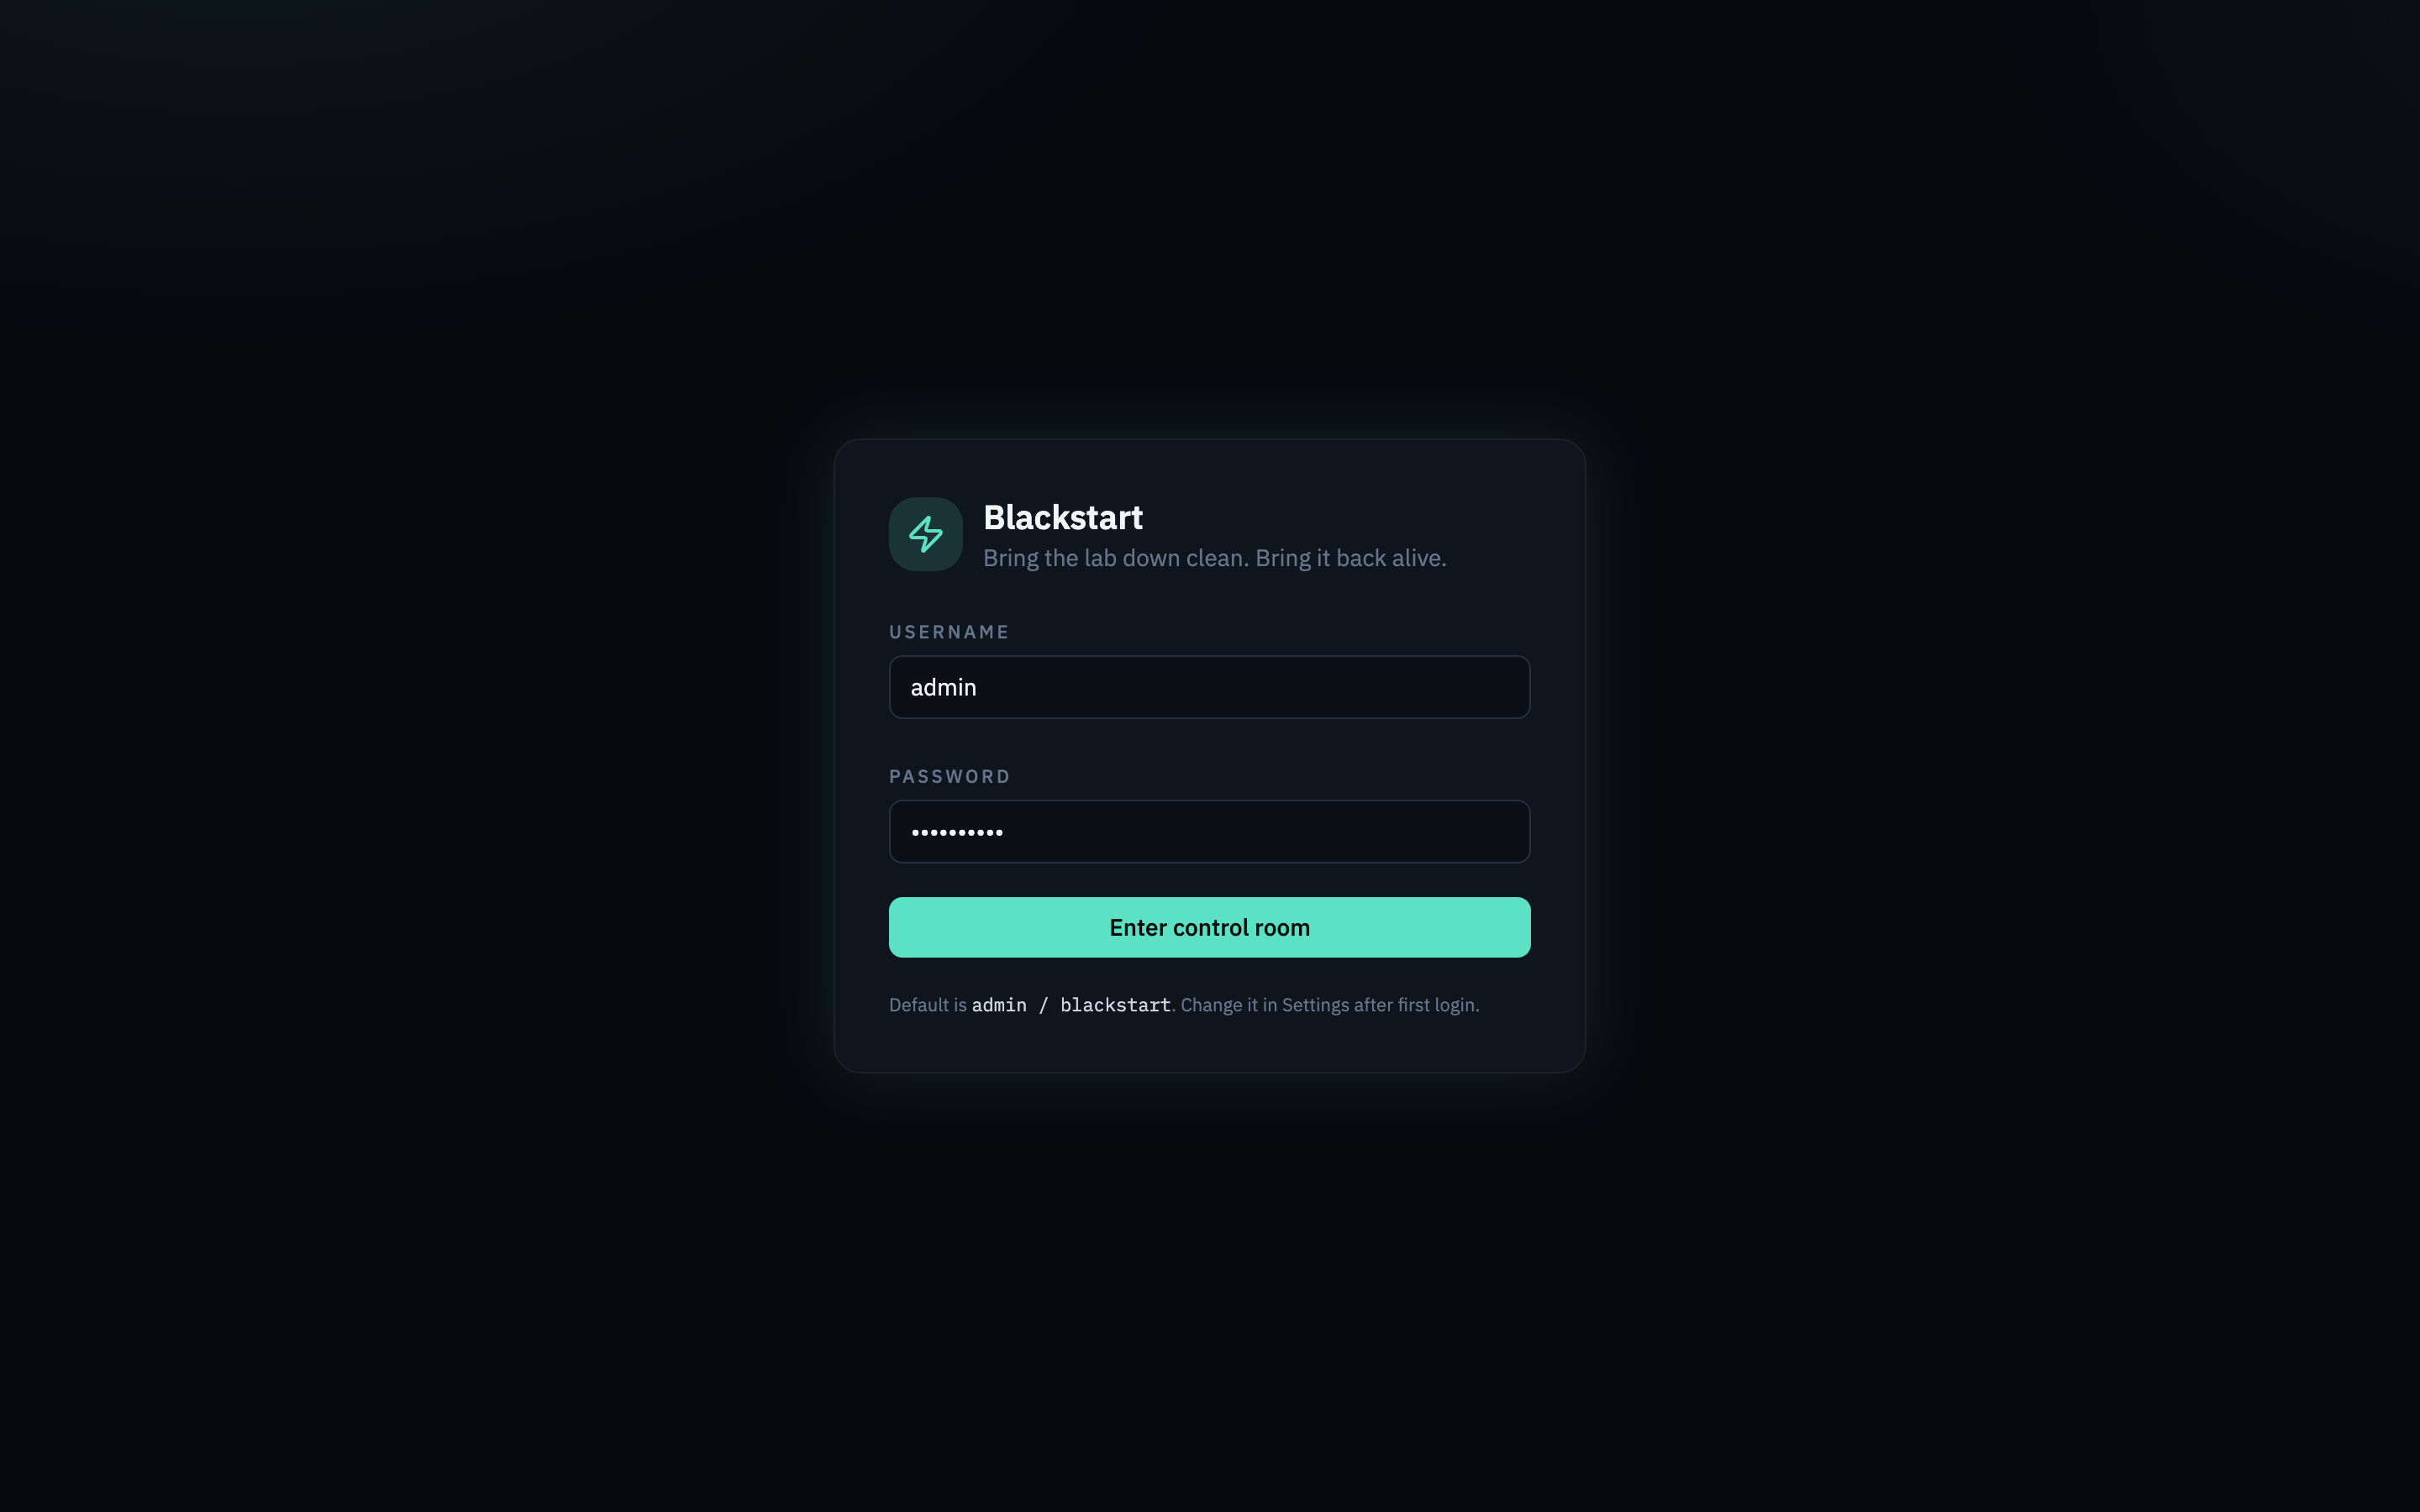 Blackstart
Bring the lab down clean. Bring it back alive.
USERNAME
admin
PASSWORD
••••••••••
Enter control room
Default is admin / blackstart. Change it in Settings after first login.